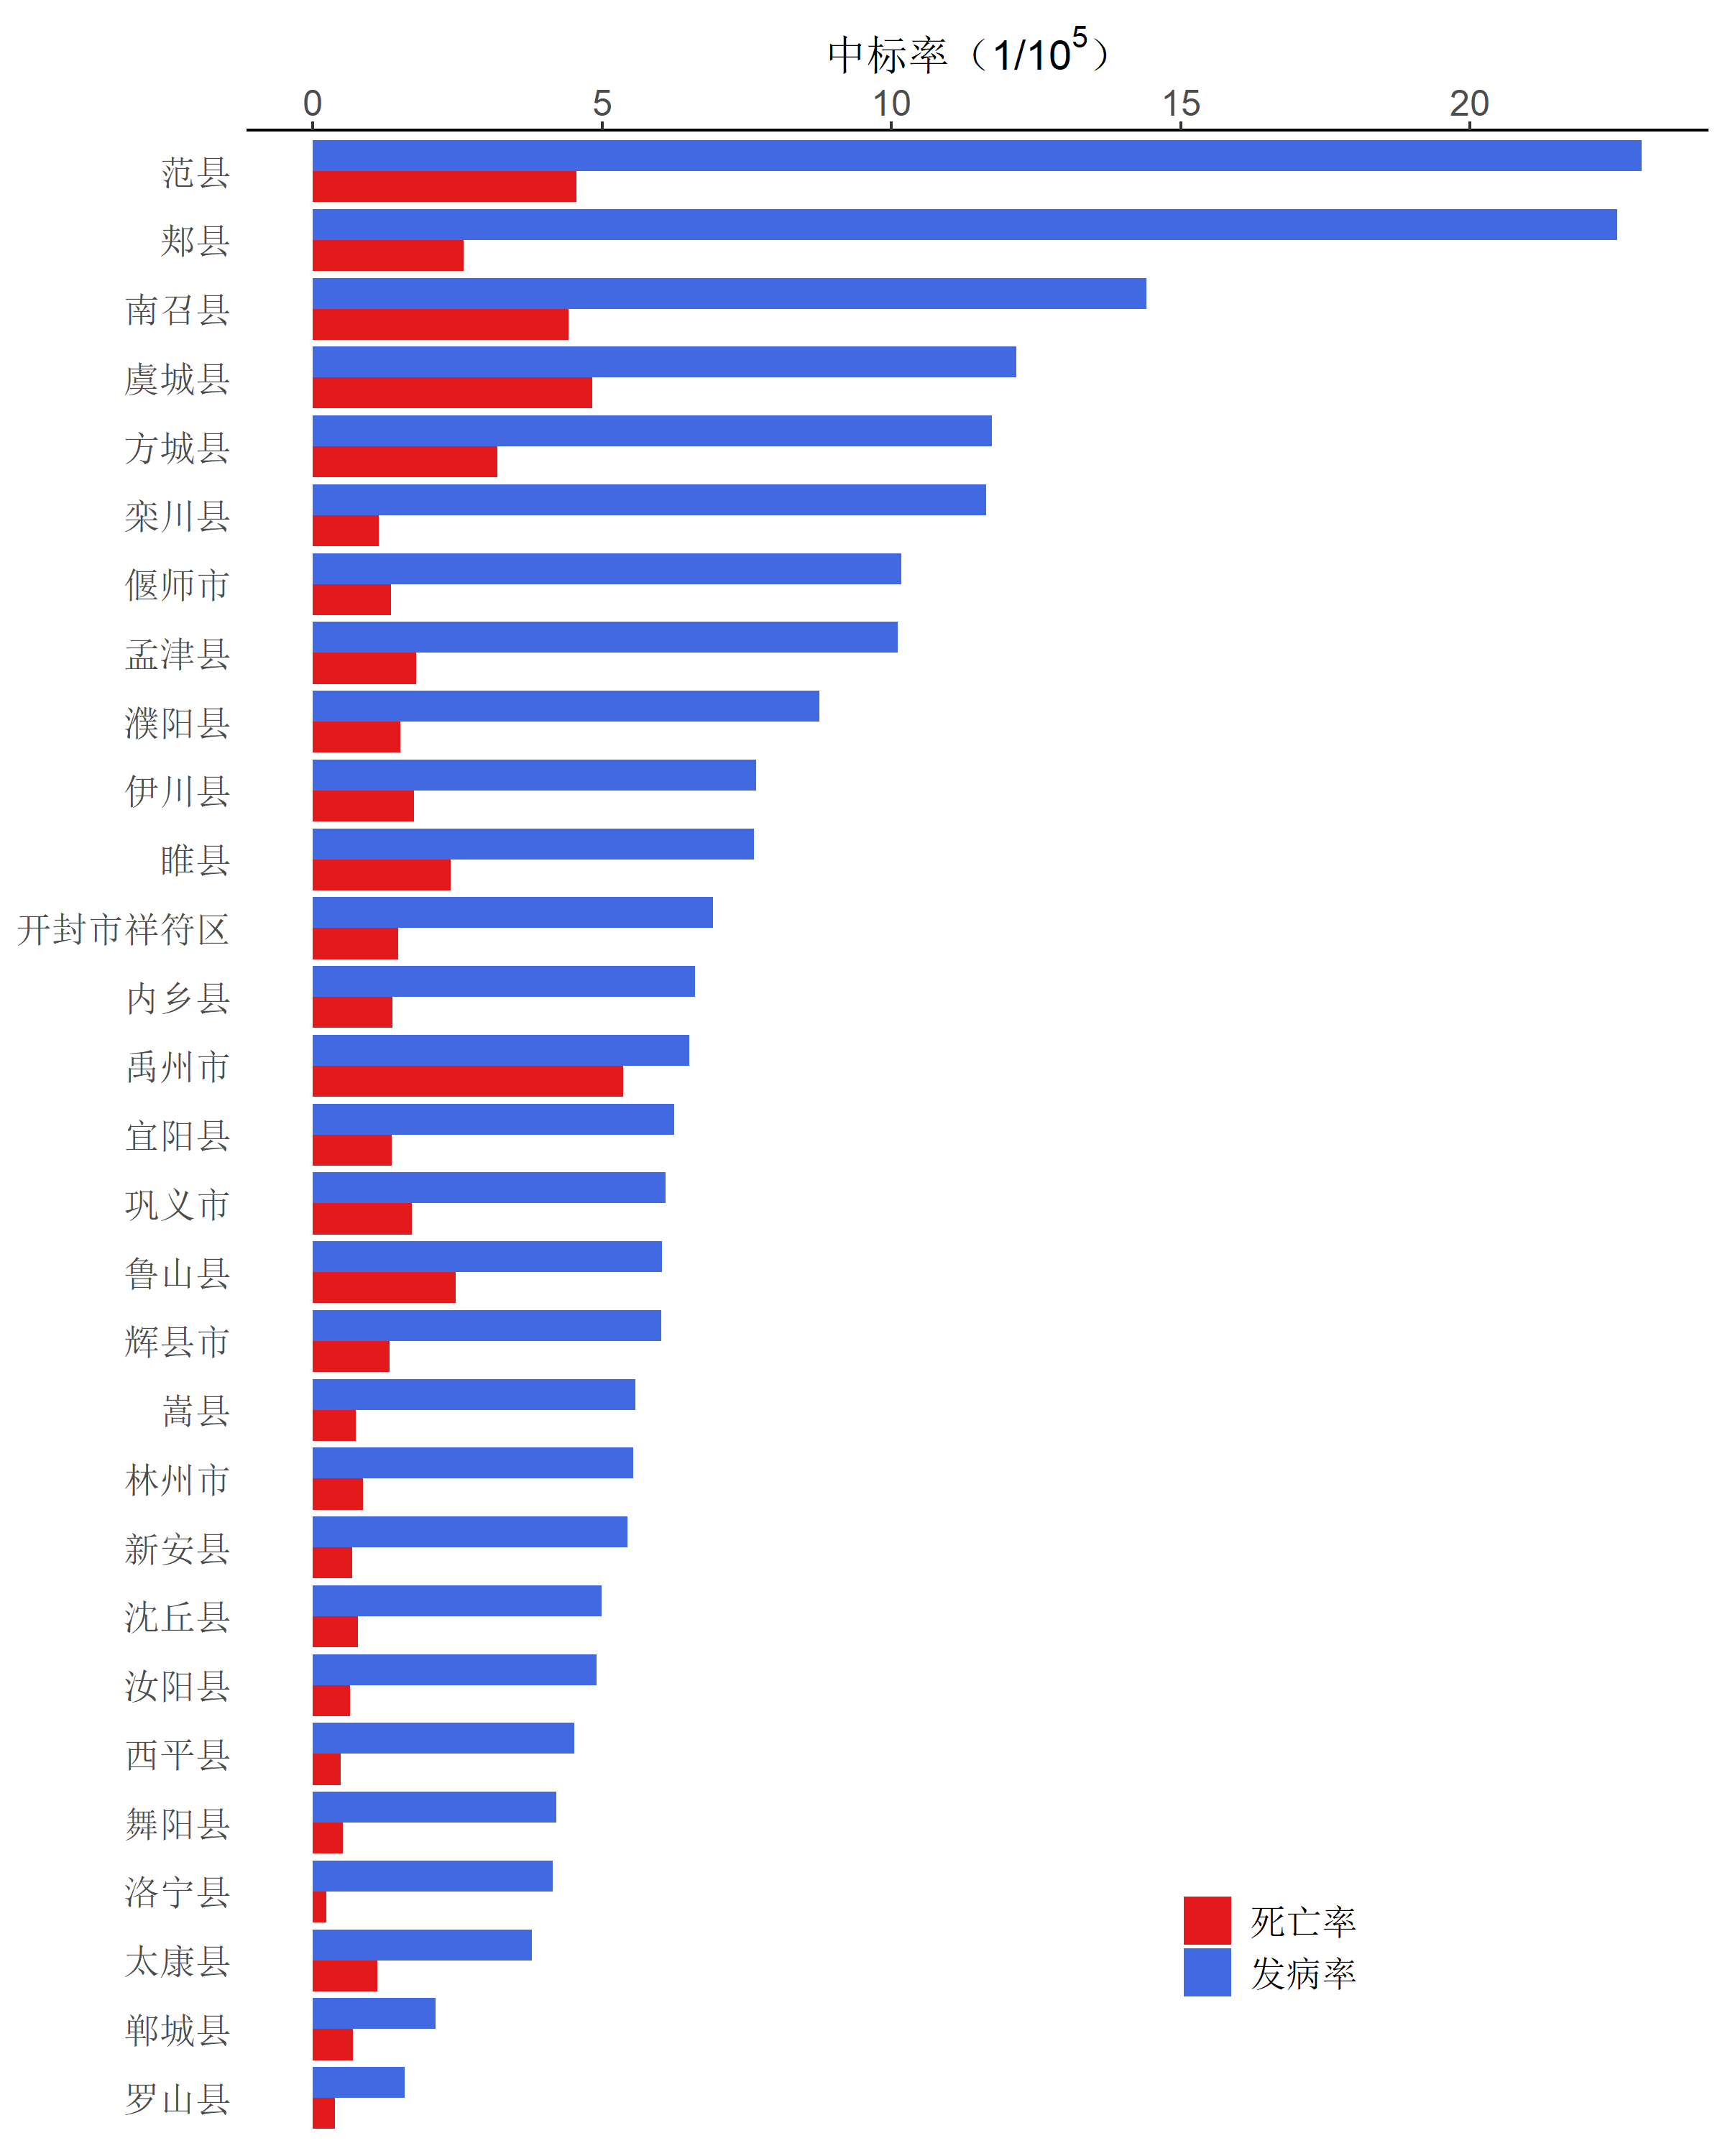 中标率（1/10⁵）
0 5 10 15 20
范县
郏县
南召县
虞城县
方城县
栾川县
偃师市
孟津县
濮阳县
伊川县
睢县
开封市祥符区
内乡县
禹州市
宜阳县
巩义市
鲁山县
辉县市
嵩县
林州市
新安县
沈丘县
汝阳县
西平县
舞阳县
洛宁县
太康县
郸城县
罗山县
死亡率
发病率